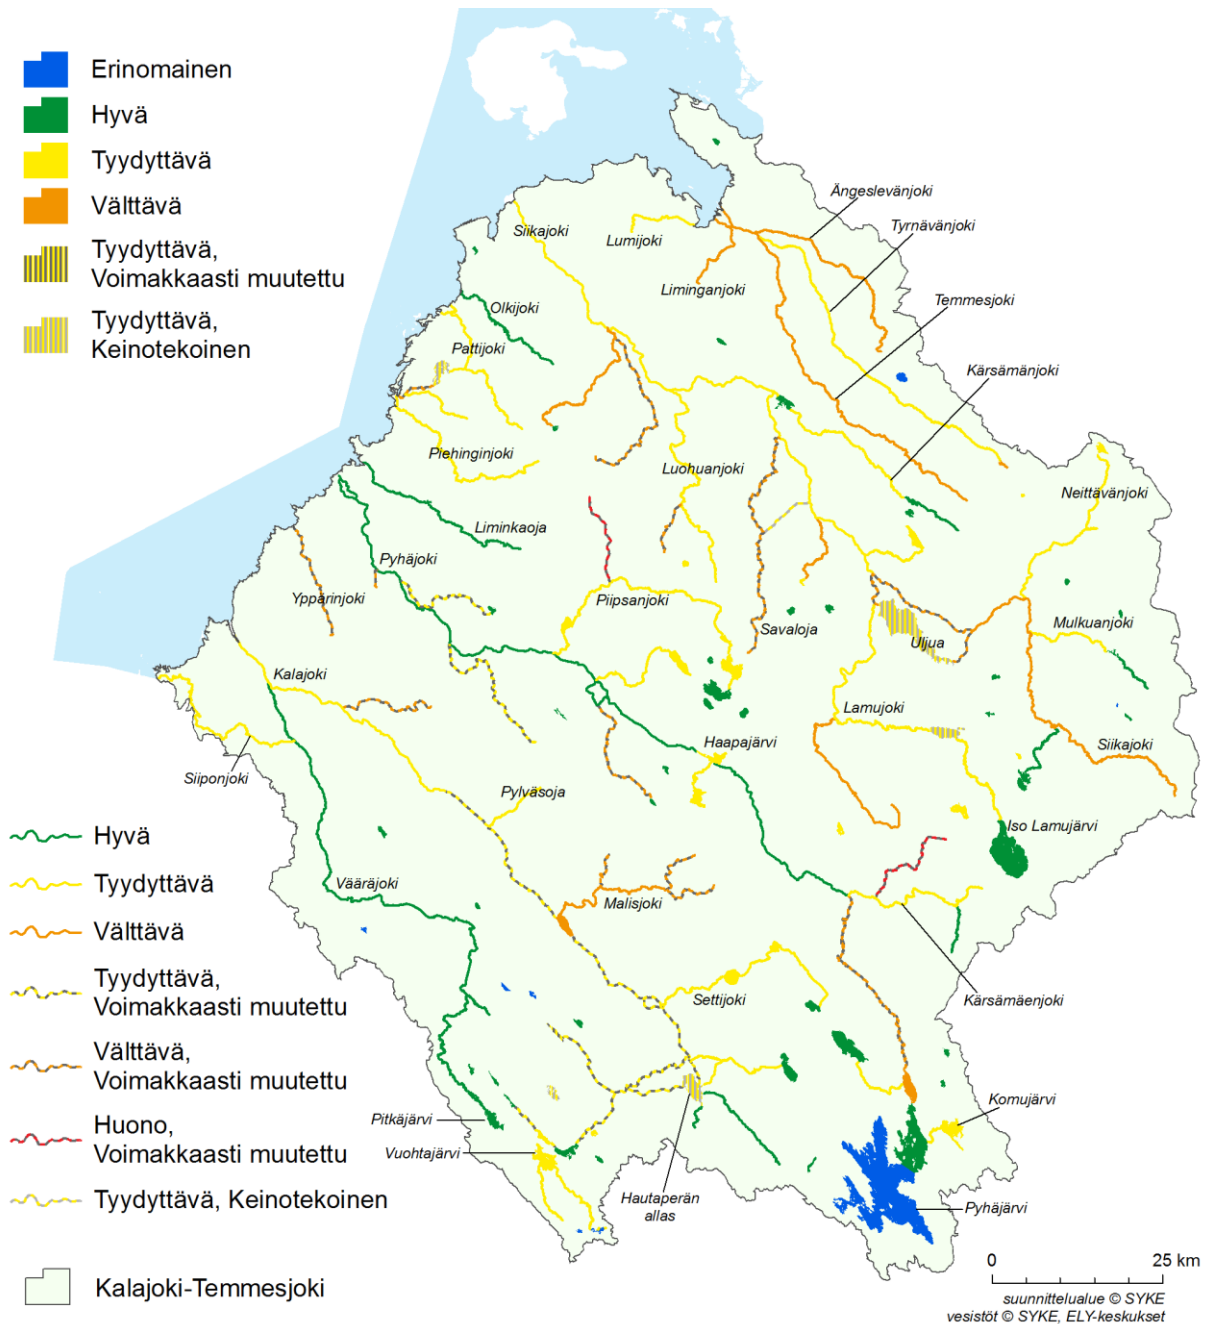 Erinomainen
Hyvä
Tyydyttävä
Välttävä
Tyydyttävä,
Voimakkaasti muutettu
Tyydyttävä,
Keinotekoinen
Ängeslevänjoki
Tyrnävänjoki
Siikajoki
Lumijoki
Liminganjoki
Temmesjoki
Olkijoki
Pattijoki
Kärsämänjoki
Piehinginjoki
Luohuanjoki
Neittävänjoki
Liminkaoja
Pyhäjoki
Yppärinjoki
Piipsanjoki
Savaloja
Uljua
Mulkuanjoki
Kalajoki
Lamujoki
Haapajärvi
Siikajoki
Siiponjoki
Pylväsoja
Iso Lamujärvi
Vääräjoki
Malisjoki
Settijoki
Kärsämäenjoki
Pitkäjärvi
Komujärvi
Vuohtajärvi
Hautaperän
allas
Pyhäjärvi
Hyvä
Tyydyttävä
Välttävä
Tyydyttävä,
Voimakkaasti muutettu
Välttävä,
Voimakkaasti muutettu
Huono,
Voimakkaasti muutettu
Tyydyttävä, Keinotekoinen
Kalajoki-Temmesjoki
0 25 km
suunnittelualue © SYKE
vesistöt © SYKE, ELY-keskukset